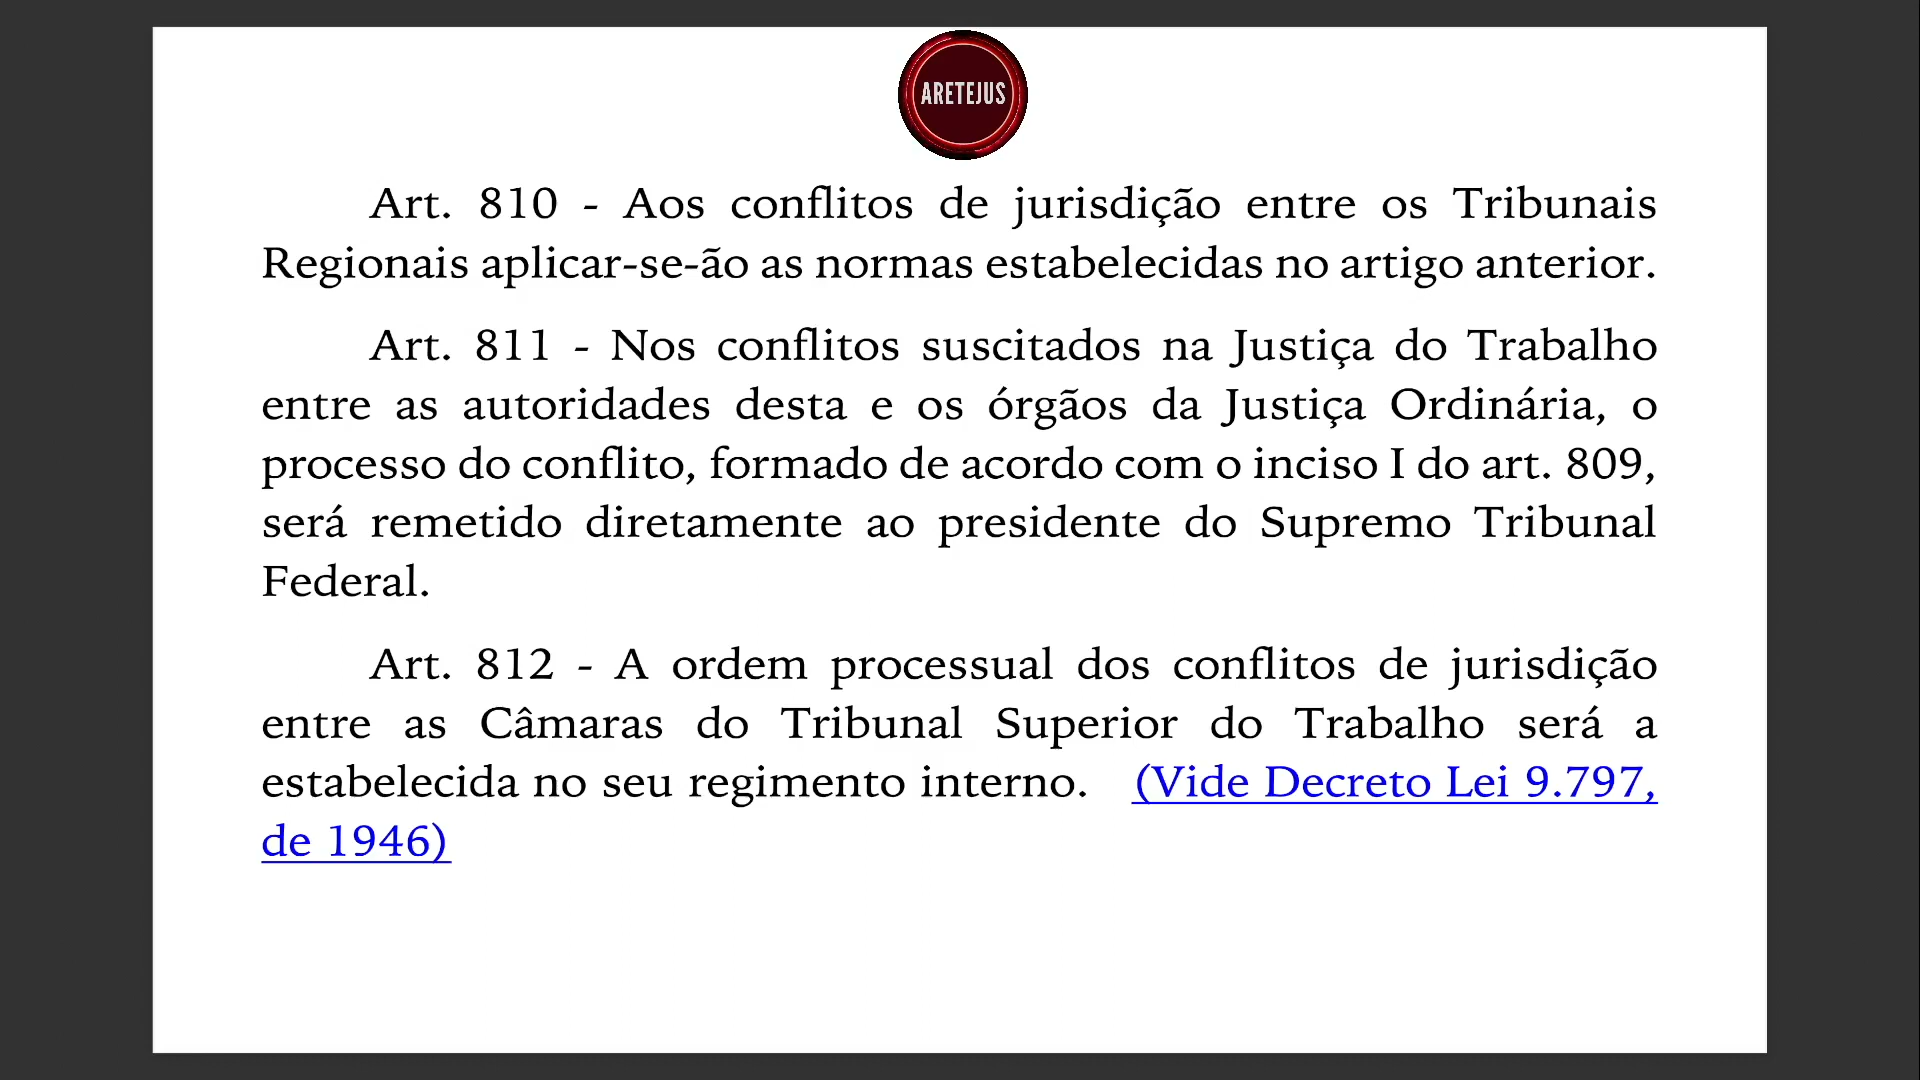 ARETEJUS
Art. 810 - Aos conflitos de jurisdição entre os Tribunais
Regionais aplicar-se-ão as normas estabelecidas no artigo anterior.
Art. 811 - Nos conflitos suscitados na Justiça do Trabalho
entre as autoridades desta e os órgãos da Justiça Ordinária, o
processo do conflito, formado de acordo com o inciso I do art. 809,
será remetido diretamente ao presidente do Supremo Tribunal
Federal.
Art. 812 - A ordem processual dos conflitos de jurisdição
entre as Câmaras do Tribunal Superior do Trabalho será a
estabelecida no seu regimento interno. (Vide Decreto Lei 9.797,
de 1946)